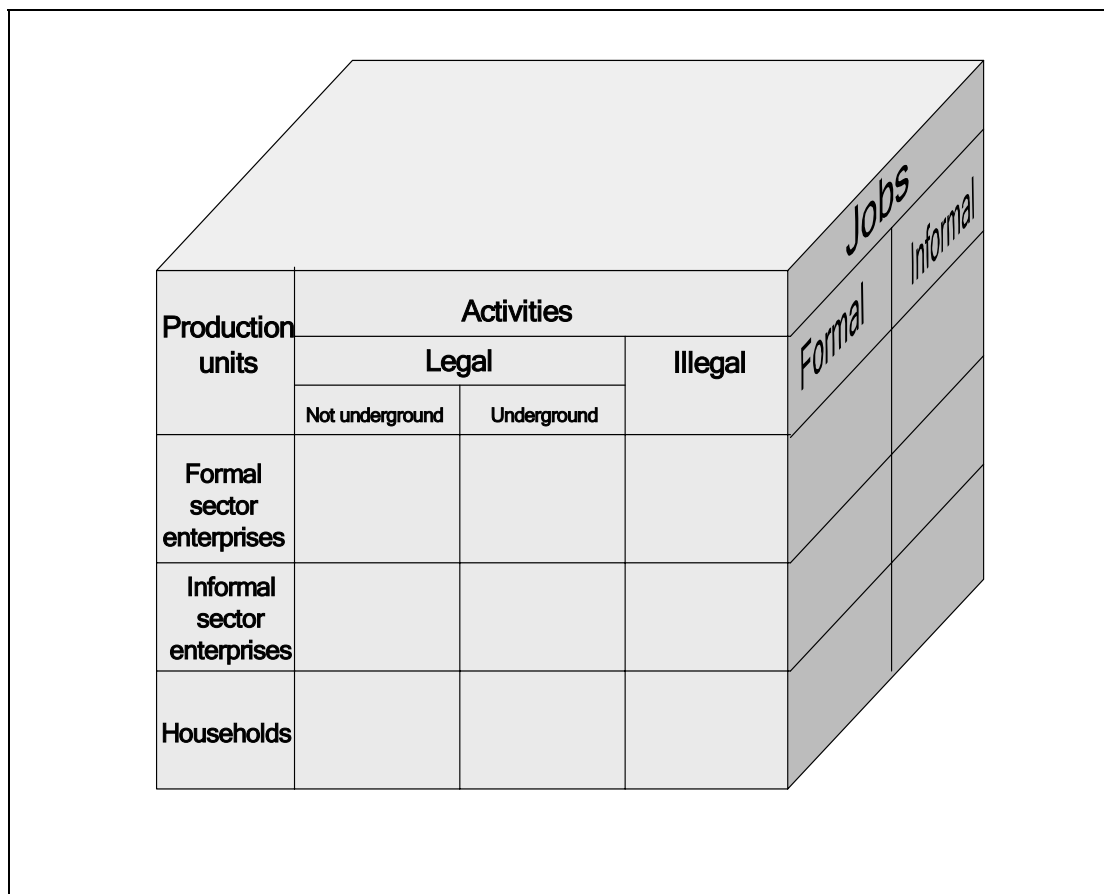 Jobs
Formal
Informal
Production
units
Activities
Legal
Illegal
Not underground
Underground
Formal
sector
enterprises
Informal
sector
enterprises
Households